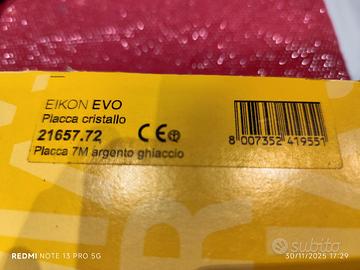 EIKON EVO
Placca cristallo
21657.72 CE
Placca 7M argento ghiaccio
8 007352 419551
REDMI NOTE 13 PRO 5G
subito
30/11/2025 17:29